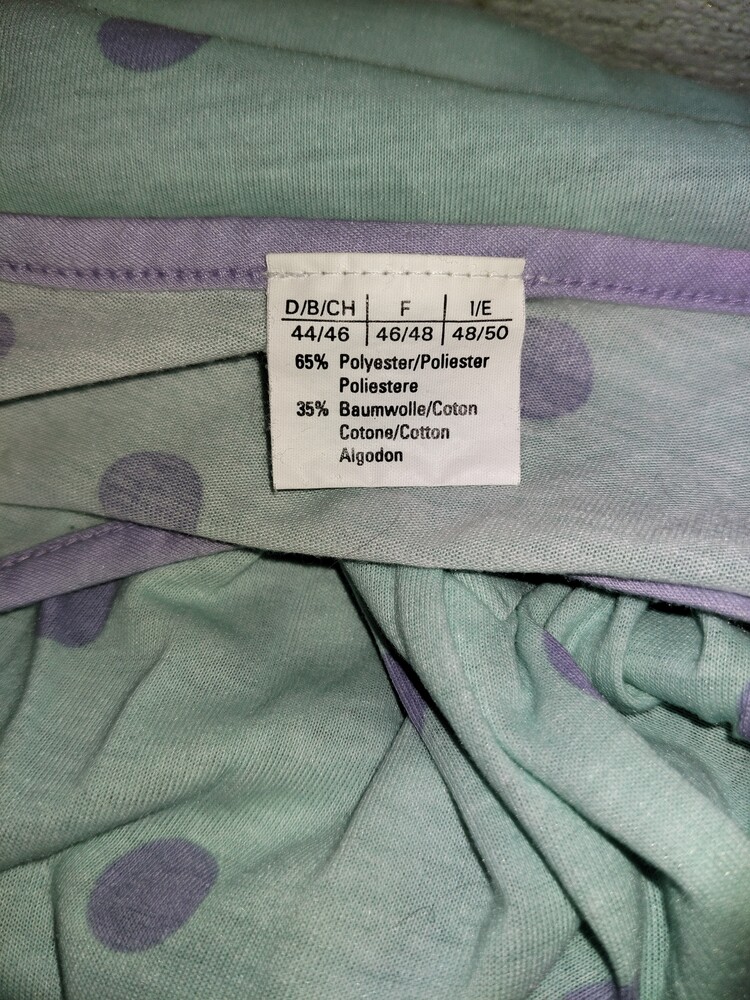 D/B/CH F I/E
44/46 46/48 48/50
65% Polyester/Poliester
Poliestere
35% Baumwolle/Coton
Cotone/Cotton
Algodon